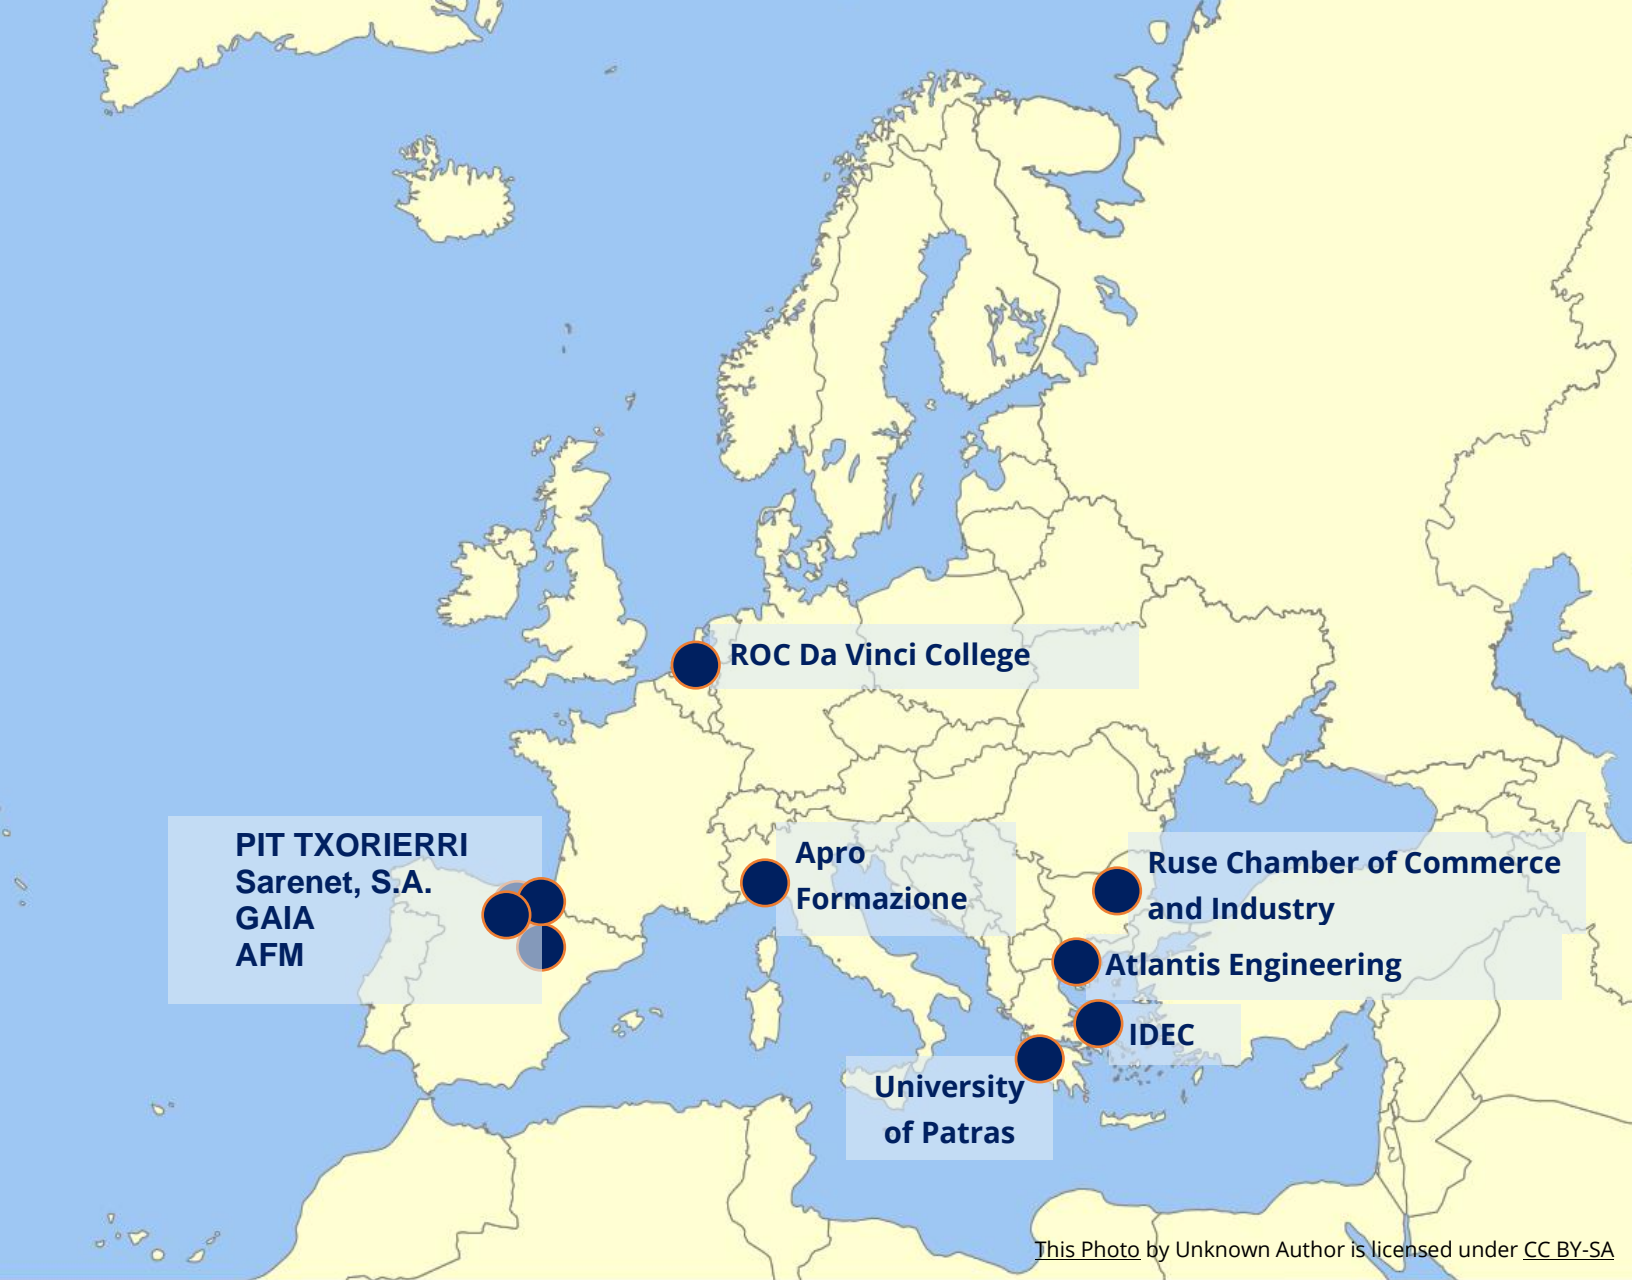 ROC Da Vinci College
PIT TXORIERRI
Sarenet, S.A.
GAIA
AFM
Apro
Formazione
Ruse Chamber of Commerce
and Industry
Atlantis Engineering
IDEC
University
of Patras
This Photo by Unknown Author is licensed under CC BY-SA